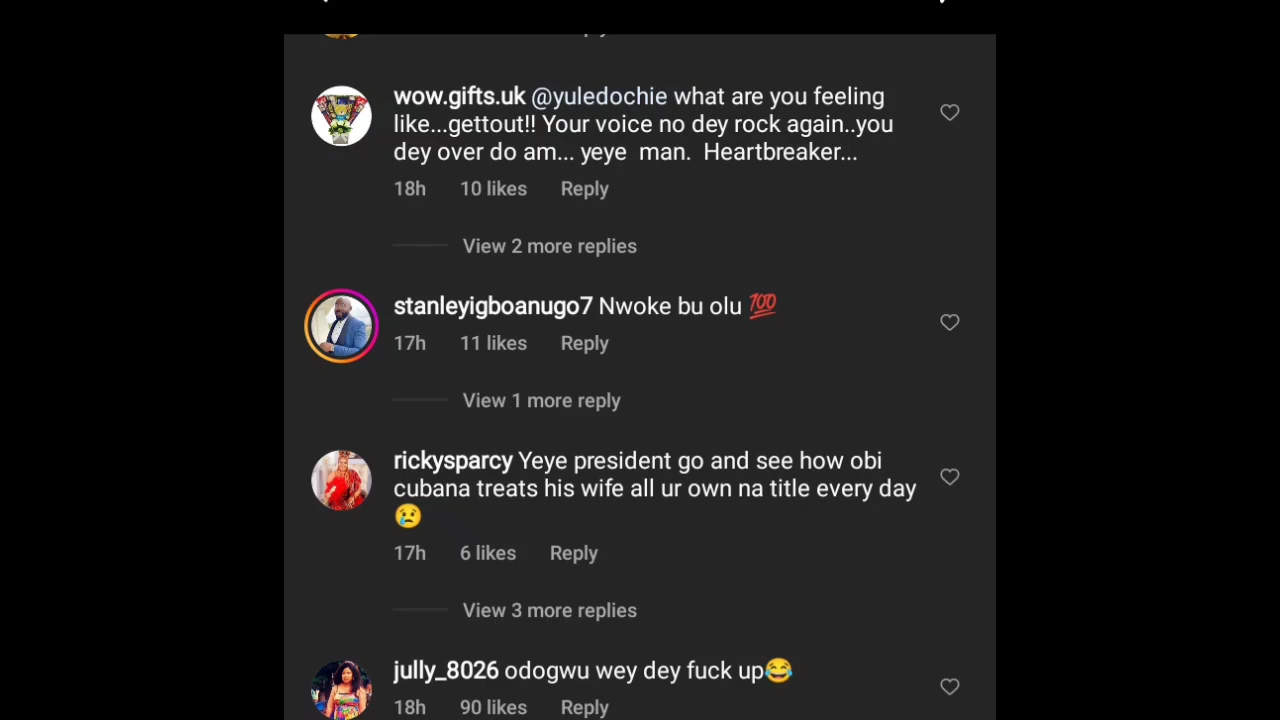 wow.gifts.uk @yuledochie what are you feeling
like...gettout!! Your voice no dey rock again..you
dey over do am... yeye man. Heartbreaker...
18h 10 likes Reply
View 2 more replies
stanleyigboanugo7 Nwoke bu olu 💯
17h 11 likes Reply
View 1 more reply
rickysparcy Yeye president go and see how obi
cubana treats his wife all ur own na title every day
😢
17h 6 likes Reply
View 3 more replies
jully_8026 odogwu wey dey fuck up😂
18h 90 likes Reply